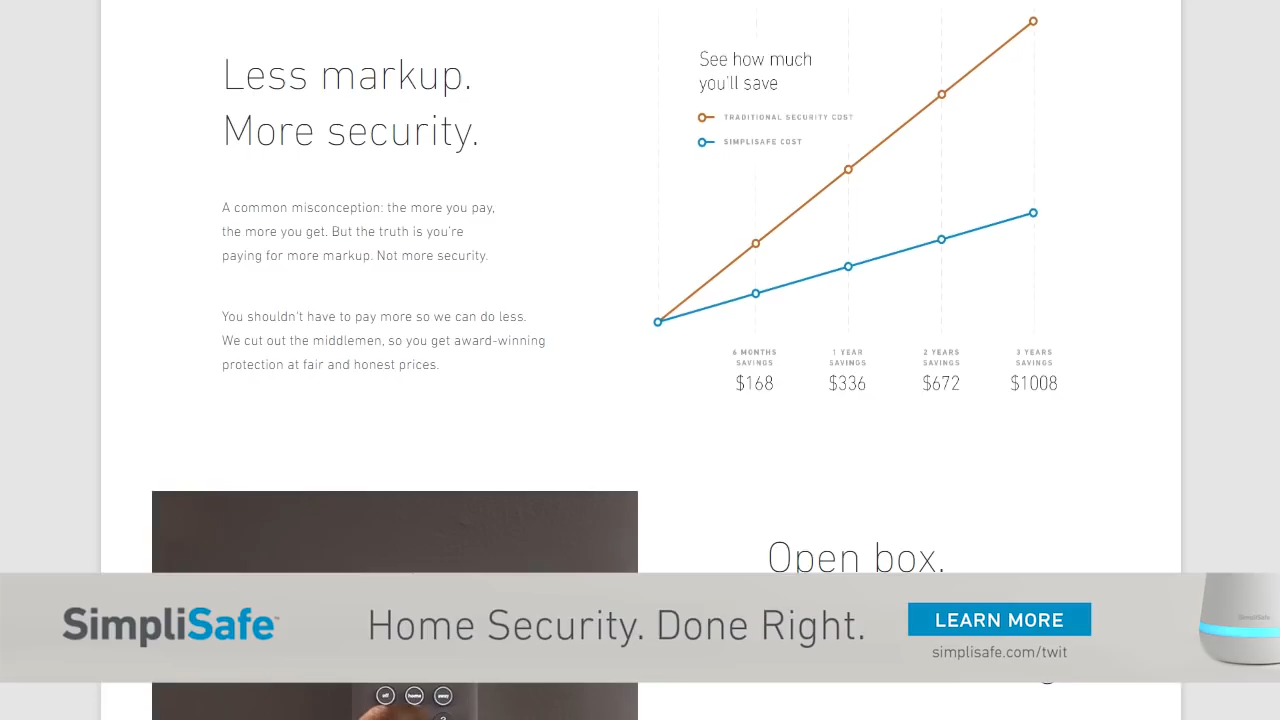 Less markup.
More security.
A common misconception: the more you pay,
the more you get. But the truth is you're
paying for more markup. Not more security.
You shouldn't have to pay more so we can do less.
We cut out the middlemen, so you get award-winning
protection at fair and honest prices.
See how much
you'll save
TRADITIONAL SECURITY COST
SIMPLISAFE COST
6 MONTHS
SAVINGS
$168
1 YEAR
SAVINGS
$336
2 YEARS
SAVINGS
$672
3 YEARS
SAVINGS
$1008
Open box.
SimpliSafe™
Home Security. Done Right.
LEARN MORE
simplisafe.com/twit
SimpliSafe
off home away